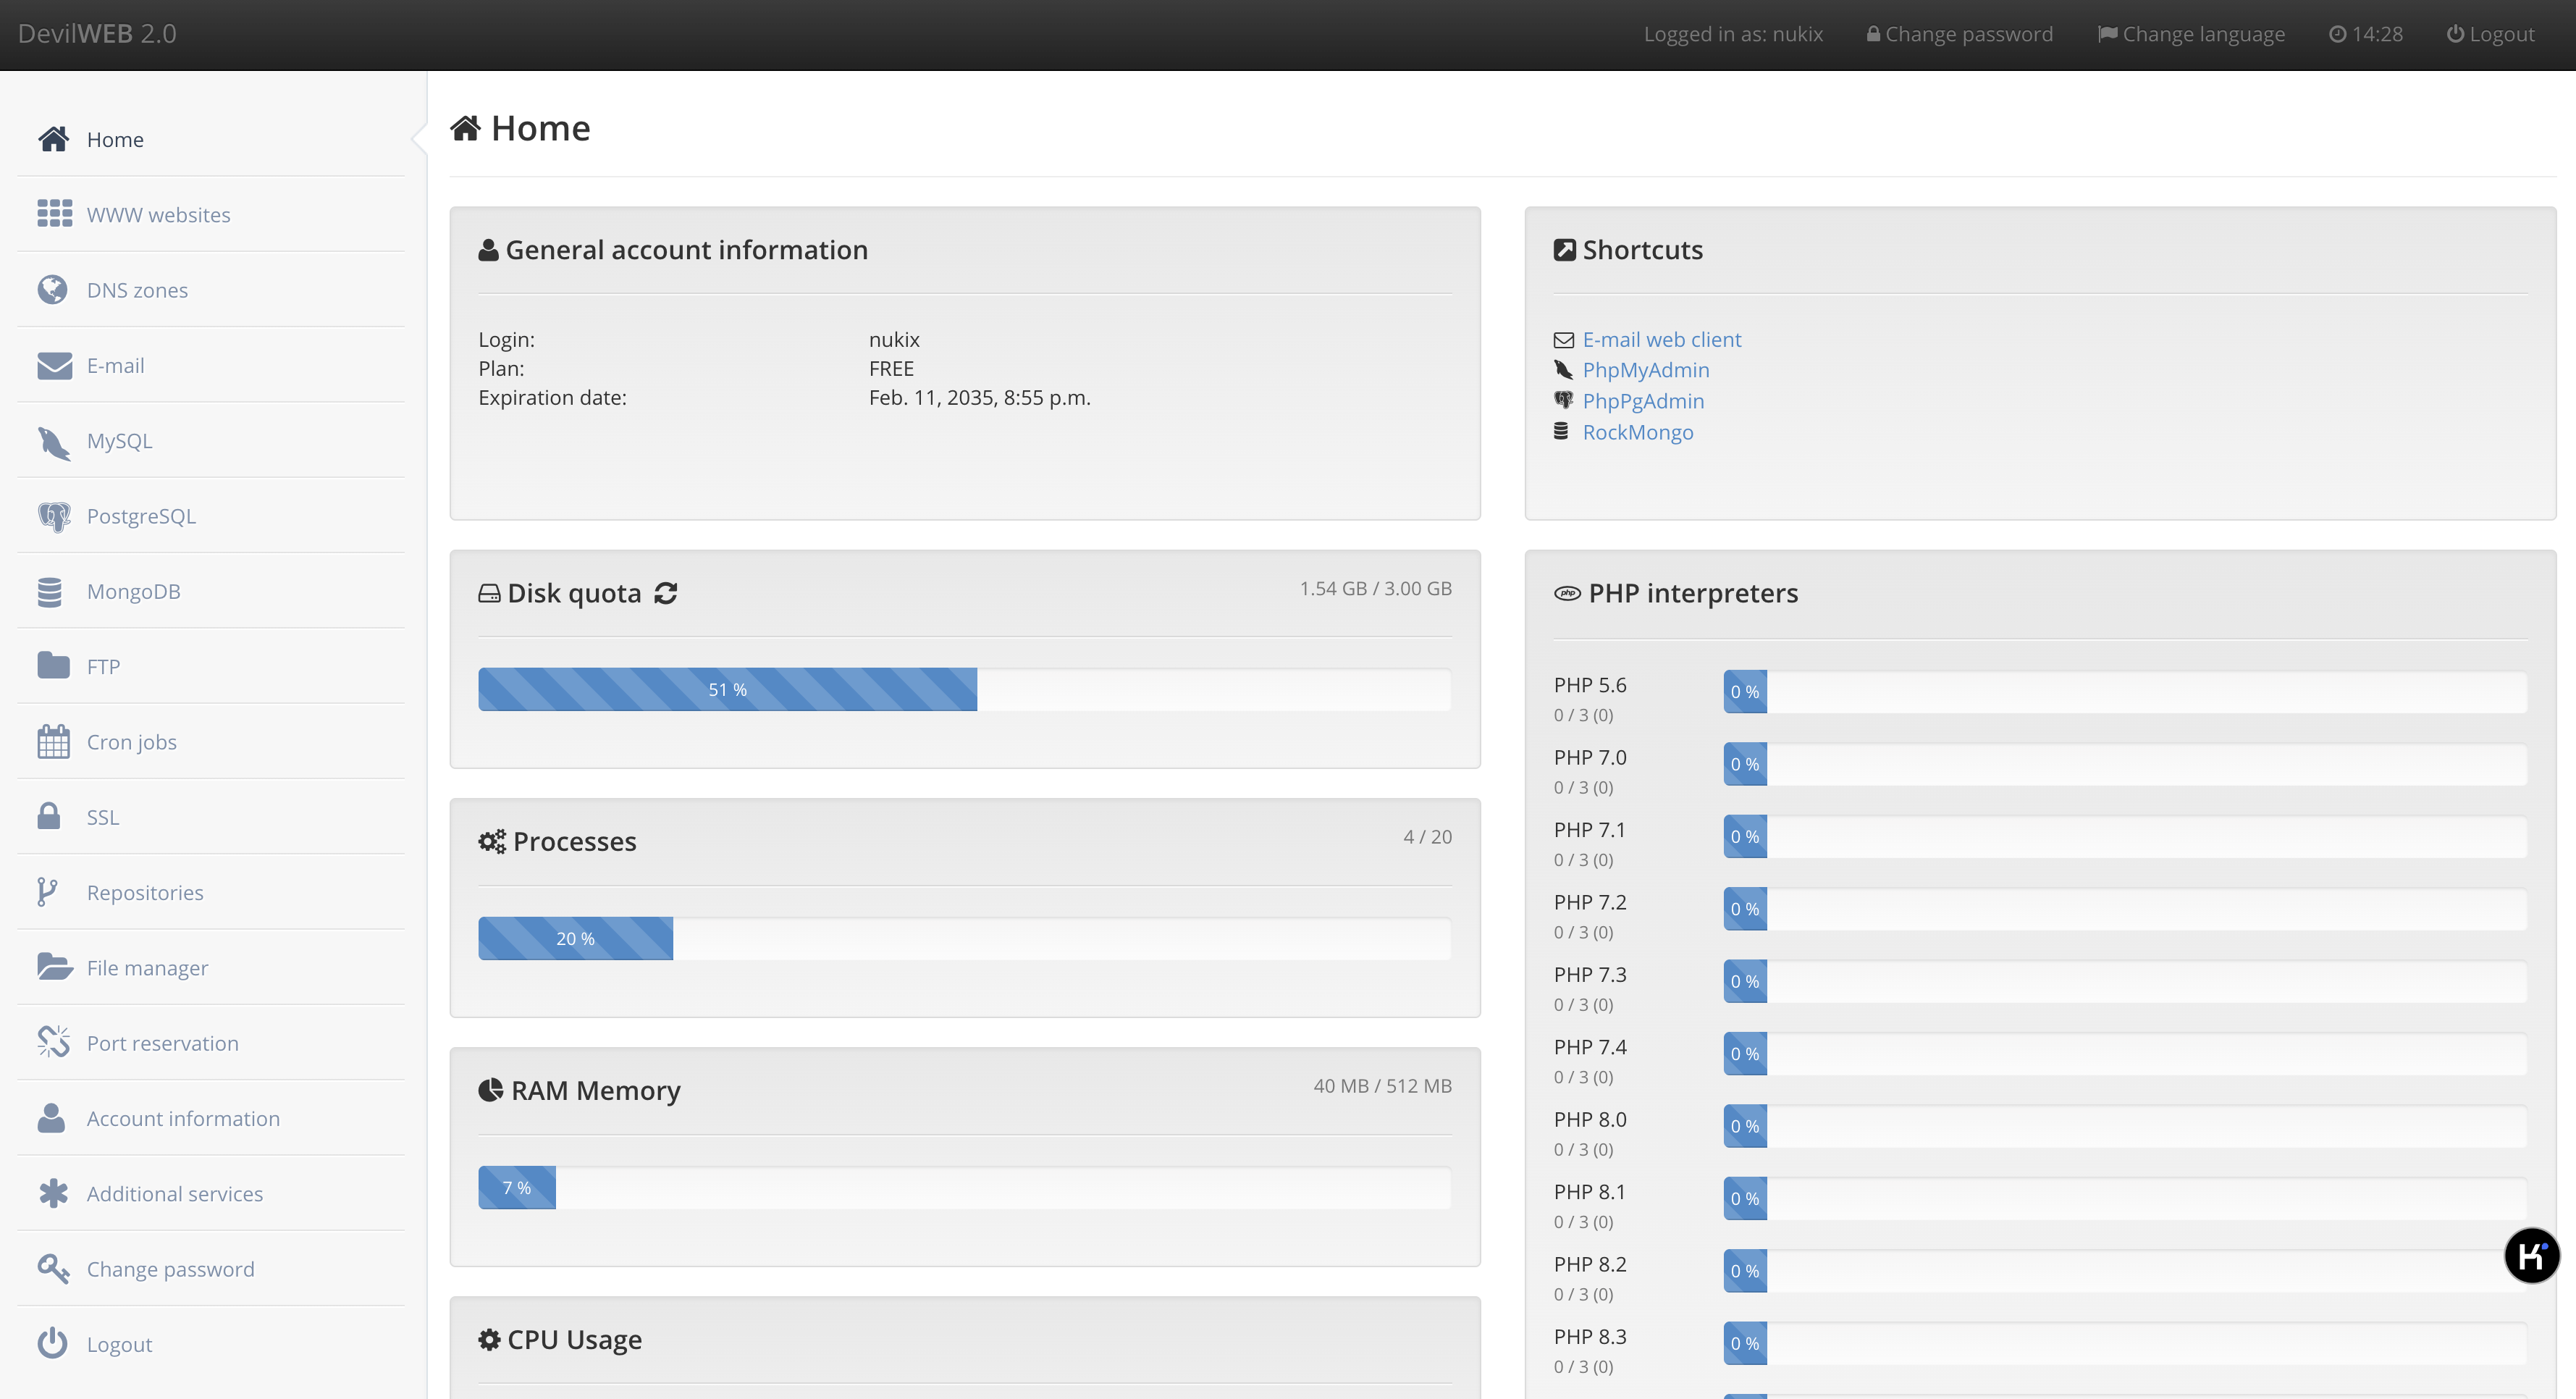 DevilWEB 2.0
Logged in as: nukix
Change password
Change language
14:28
Logout
Home
WWW websites
DNS zones
E-mail
MySQL
PostgreSQL
MongoDB
FTP
Cron jobs
SSL
Repositories
File manager
Port reservation
Account information
Additional services
Change password
Logout
Home
General account information
Login: nukix
Plan: FREE
Expiration date: Feb. 11, 2035, 8:55 p.m.
Shortcuts
E-mail web client
PhpMyAdmin
PhpPgAdmin
RockMongo
Disk quota 1.54 GB / 3.00 GB
51 %
Processes 4 / 20
20 %
RAM Memory 40 MB / 512 MB
7 %
CPU Usage
php PHP interpreters
PHP 5.6 0 %
0 / 3 (0)
PHP 7.0 0 %
0 / 3 (0)
PHP 7.1 0 %
0 / 3 (0)
PHP 7.2 0 %
0 / 3 (0)
PHP 7.3 0 %
0 / 3 (0)
PHP 7.4 0 %
0 / 3 (0)
PHP 8.0 0 %
0 / 3 (0)
PHP 8.1 0 %
0 / 3 (0)
PHP 8.2 0 %
0 / 3 (0)
PHP 8.3 0 %
0 / 3 (0)
K